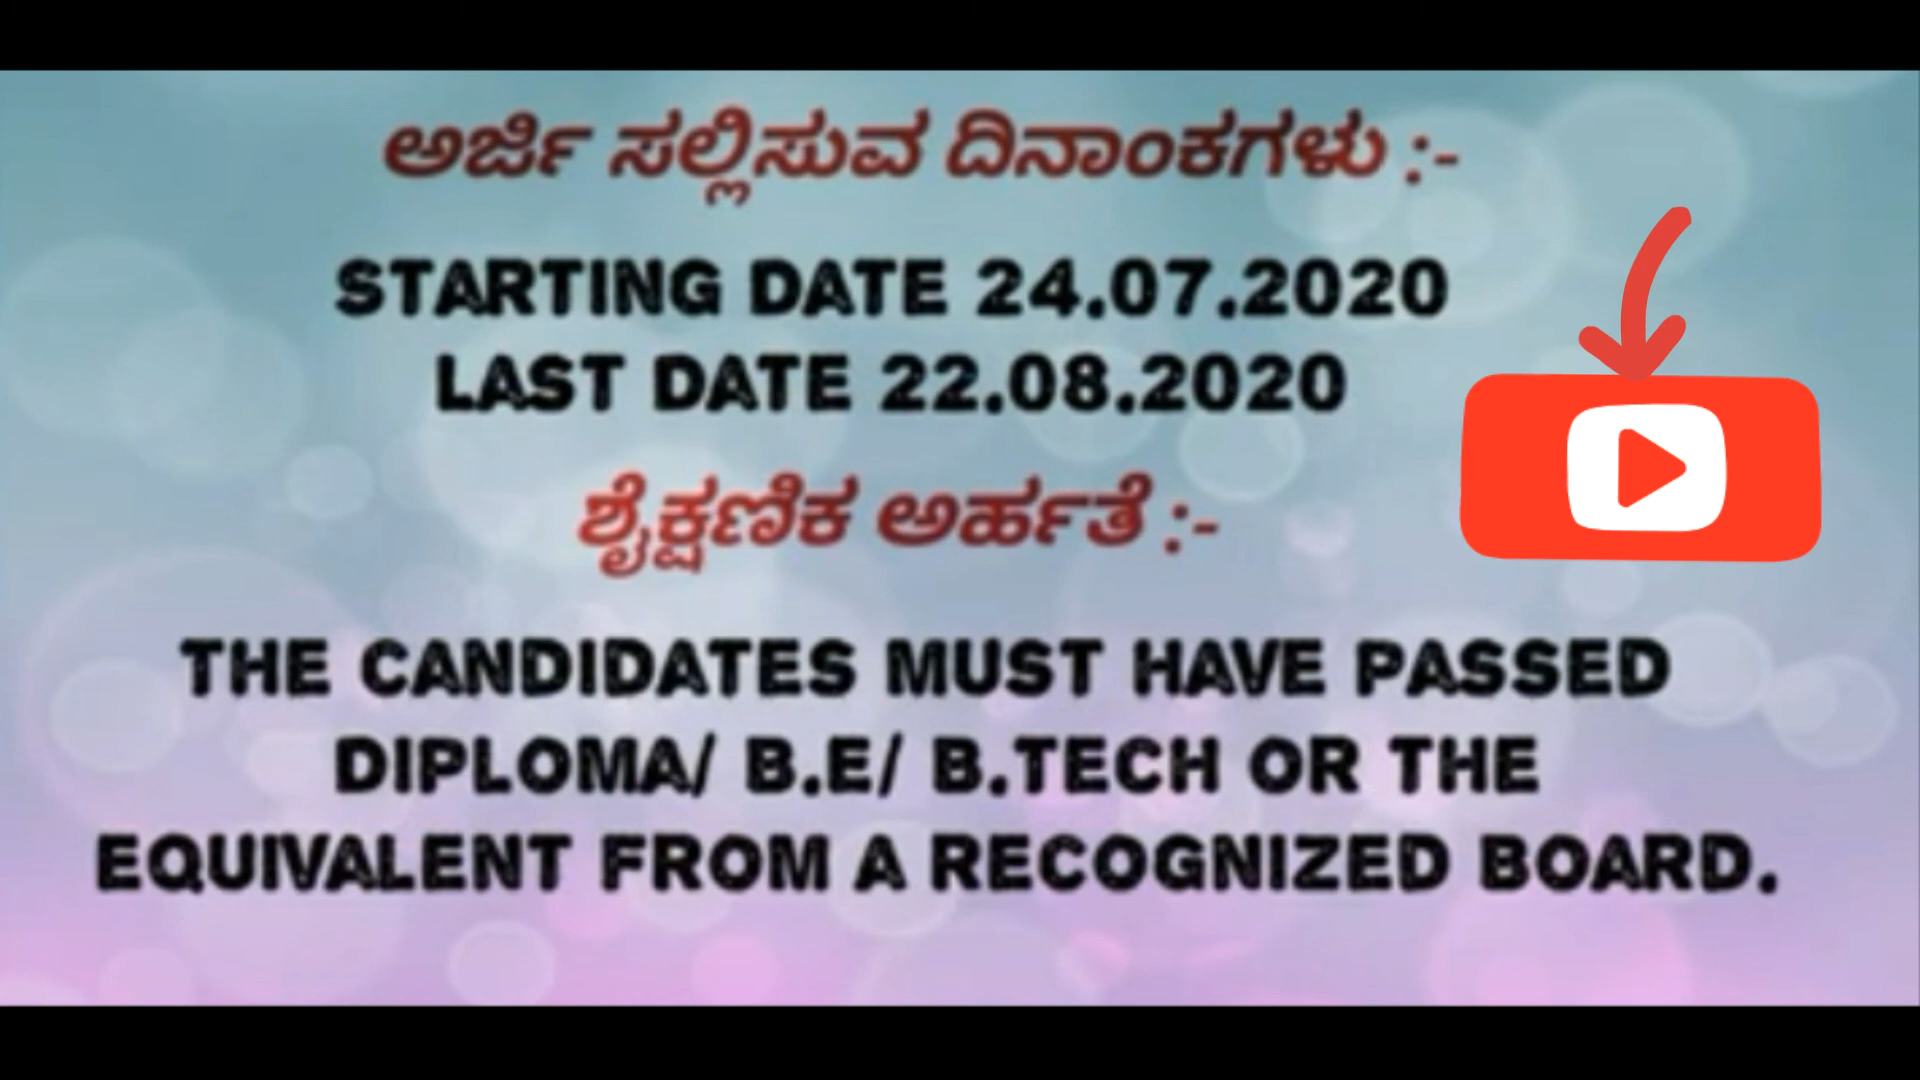 ಅರ್ಜಿ ಸಲ್ಲಿಸುವ ದಿನಾಂಕಗಳು :-
STARTING DATE 24.07.2020
LAST DATE 22.08.2020
ಶೈಕ್ಷಣಿಕ ಅರ್ಹತೆ :-
THE CANDIDATES MUST HAVE PASSED
DIPLOMA/ B.E/ B.TECH OR THE
EQUIVALENT FROM A RECOGNIZED BOARD.